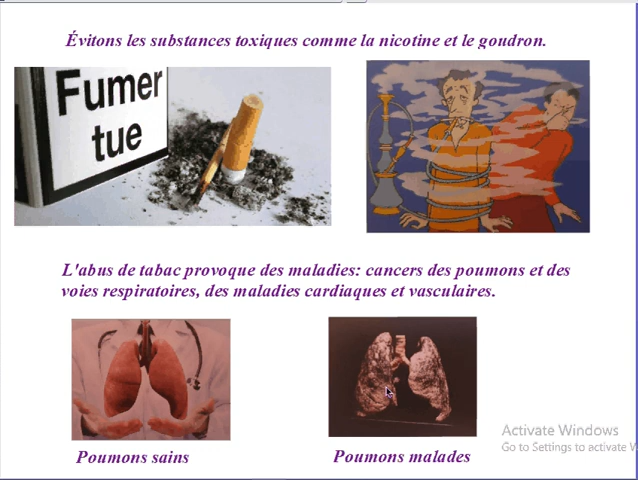 Évitons les substances toxiques comme la nicotine et le goudron.
Fumer
tue
L'abus de tabac provoque des maladies: cancers des poumons et des
voies respiratoires, des maladies cardiaques et vasculaires.
Poumons sains
Poumons malades
Activate Windows
Go to Settings to activate